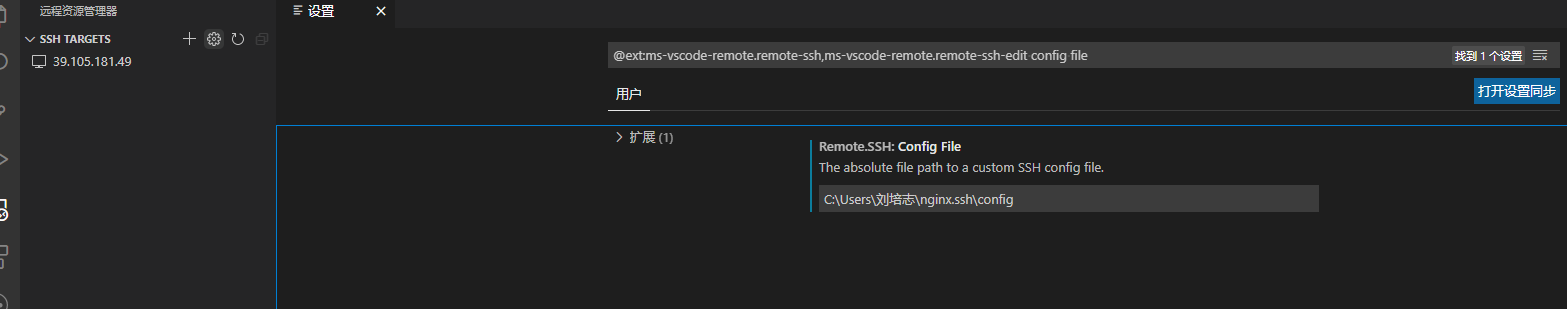 远程资源管理器
SSH TARGETS
39.105.181.49
设置
@ext:ms-vscode-remote.remote-ssh,ms-vscode-remote.remote-ssh-edit config file
找到 1 个设置
用户
打开设置同步
扩展 (1)
Remote.SSH: Config File
The absolute file path to a custom SSH config file.
C:\Users\刘培志\nginx.ssh\config